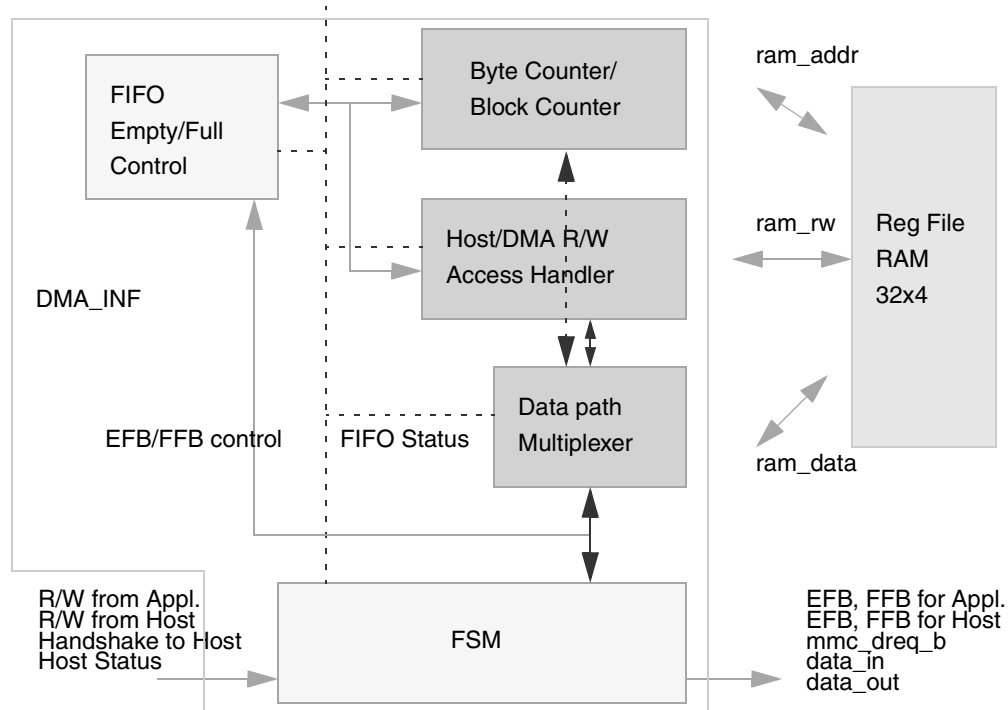 Byte Counter/
Block Counter
ram_addr
FIFO
Empty/Full
Control
Host/DMA R/W
Access Handler
ram_rw
Reg File
RAM
32x4
DMA_INF
Data path
Multiplexer
EFB/FFB control
FIFO Status
ram_data
R/W from Appl.
R/W from Host
Handshake to Host
Host Status
FSM
EFB, FFB for Appl.
EFB, FFB for Host
mmc_dreq_b
data_in
data_out